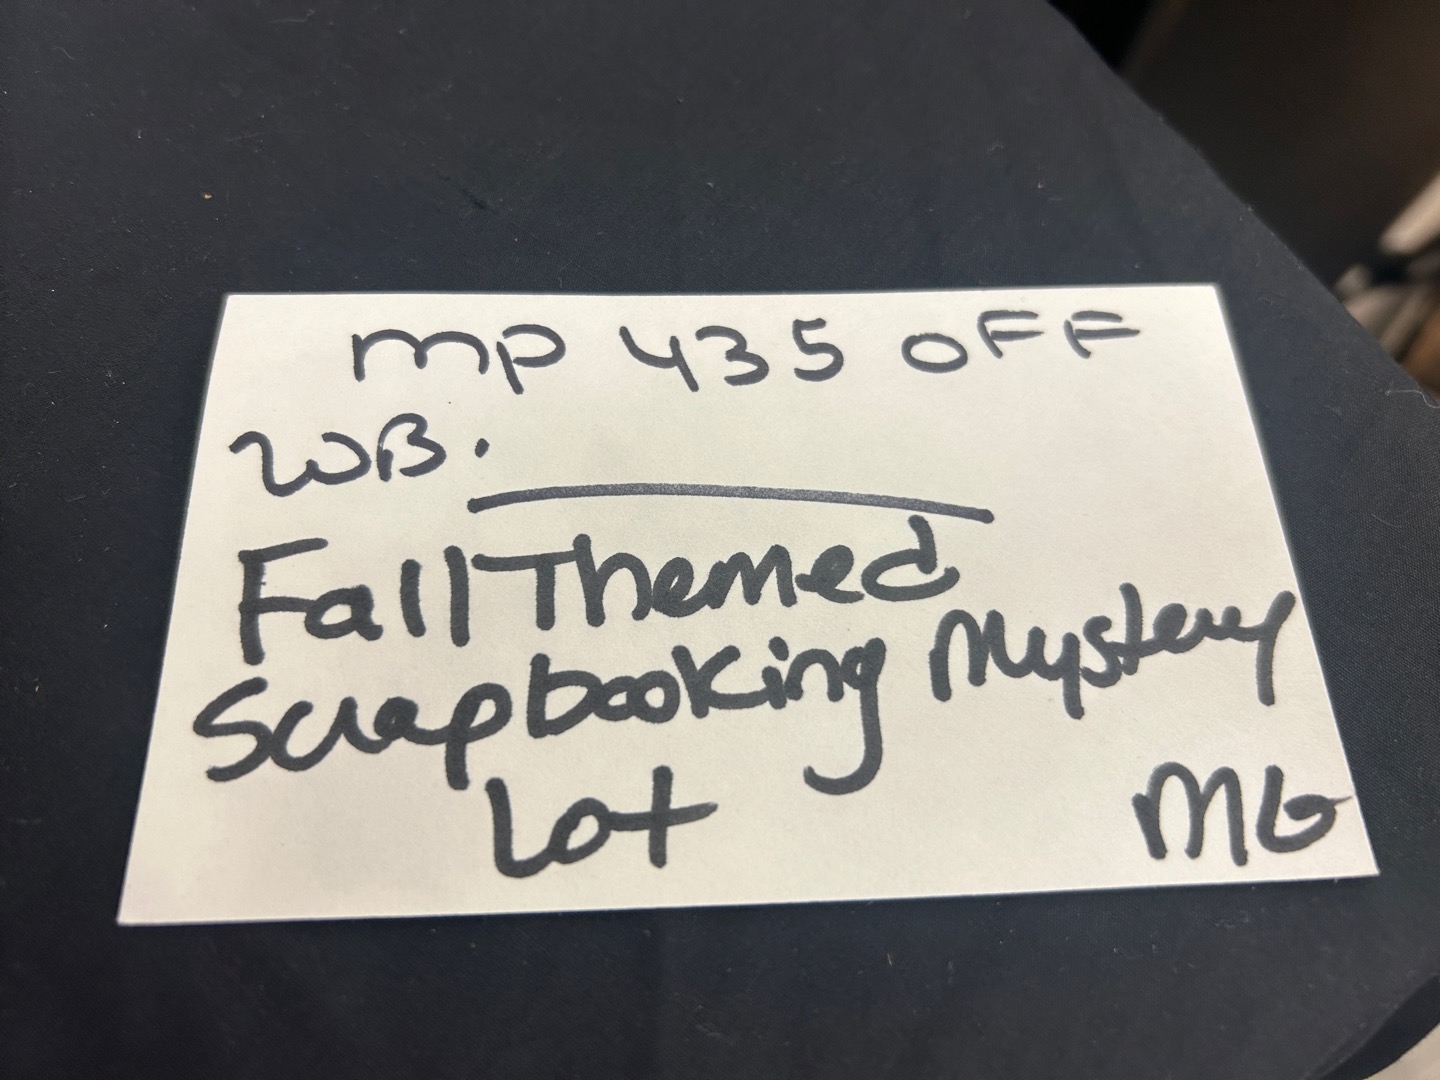 MP 435 OFF
WB.
Fall Themed
Scrapbooking Mystery
Lot
MG